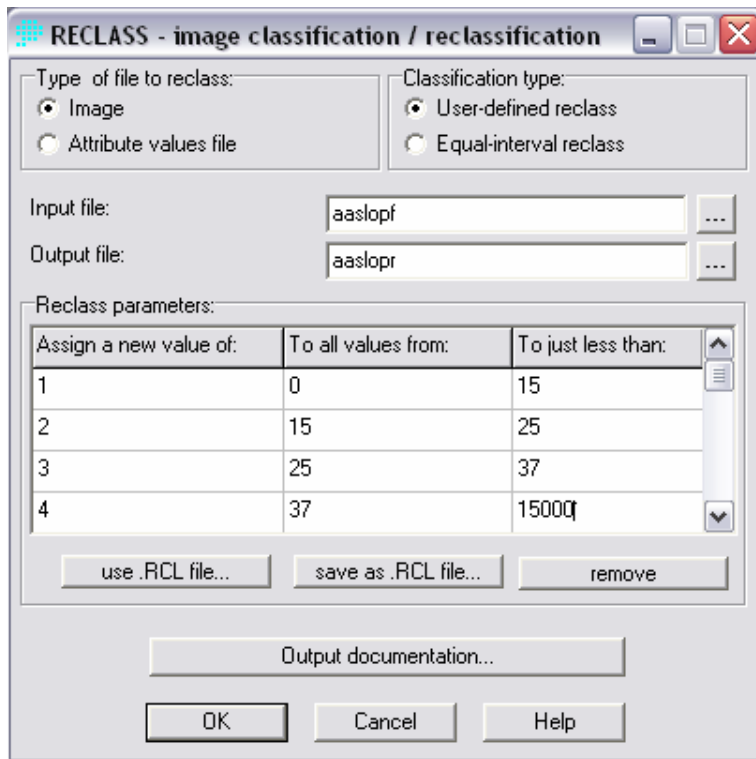 RECLASS - image classification / reclassification
Type of file to reclass:
Image
Attribute values file
Classification type:
User-defined reclass
Equal-interval reclass
Input file: aaslopf ...
Output file: aaslopr ...
Reclass parameters:
Assign a new value of: To all values from: To just less than:
1 0 15
2 15 25
3 25 37
4 37 15000
use .RCL file... save as .RCL file... remove
Output documentation...
OK Cancel Help